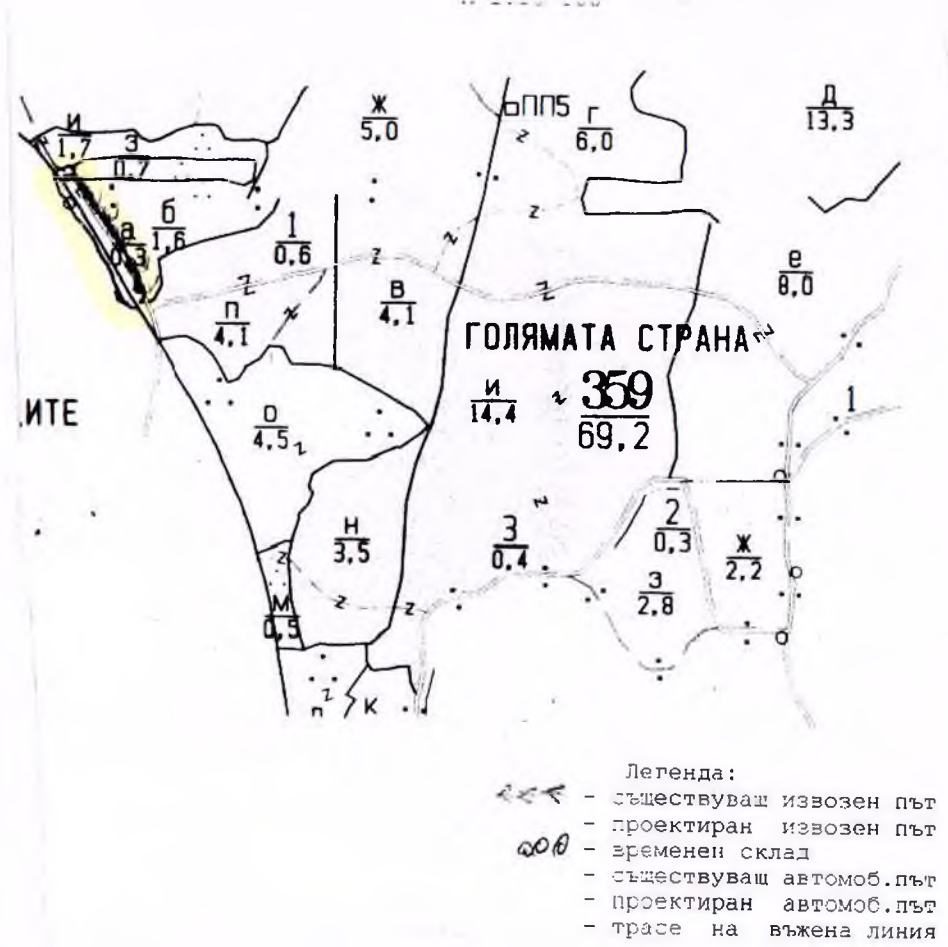 Ж
5,0
ПП5
Г
6,0
Д
13,3
И
1,7
З
0,7
б
1,6
а
0,3
1
0,6
П
4,1
В
4,1
е
8,0
ГОЛЯМАТА СТРАНА
И
14,4
359
69,2
ИТЕ
О
4,5
1
Н
3,5
3
0,4
2
0,3
Ж
2,2
З
2,8
М
0,5
П
К
Легенда:
- съществуващ извозен път
- проектиран извозен път
- временен склад
- съществуващ автомоб.път
- проектиран автомоб.път
- трасе на въжена линия